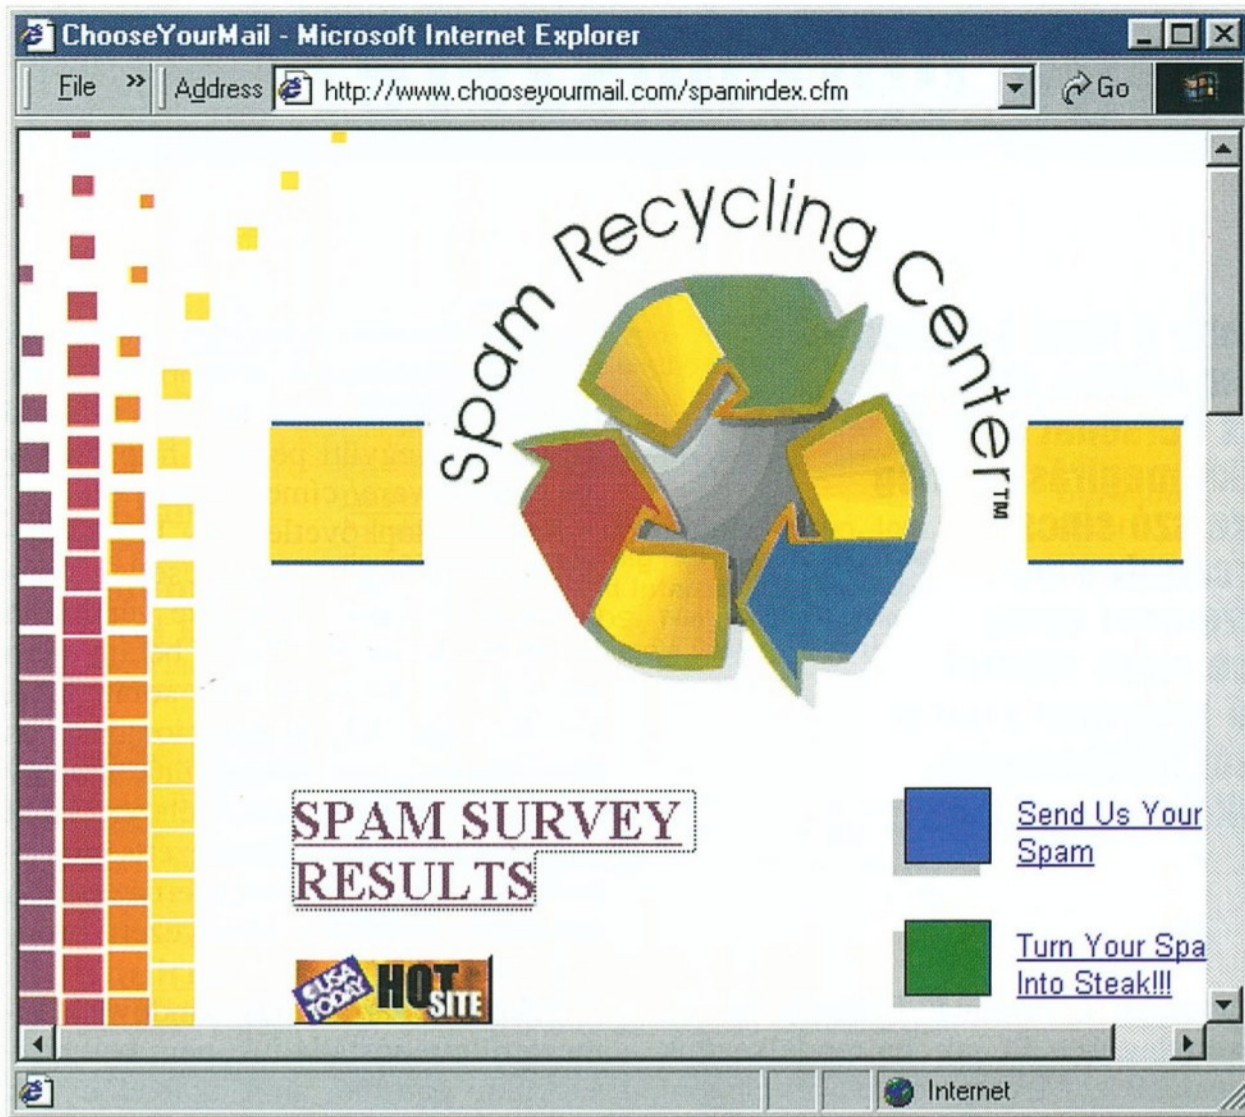 ChooseYourMail - Microsoft Internet Explorer
File » Address http://www.chooseyourmail.com/spamindex.cfm Go
Spam Recycling Center™
SPAM SURVEY
RESULTS
USA
TODAY
HOT
SITE
Send Us Your
Spam
Turn Your Spa
Into Steak!!!
Internet